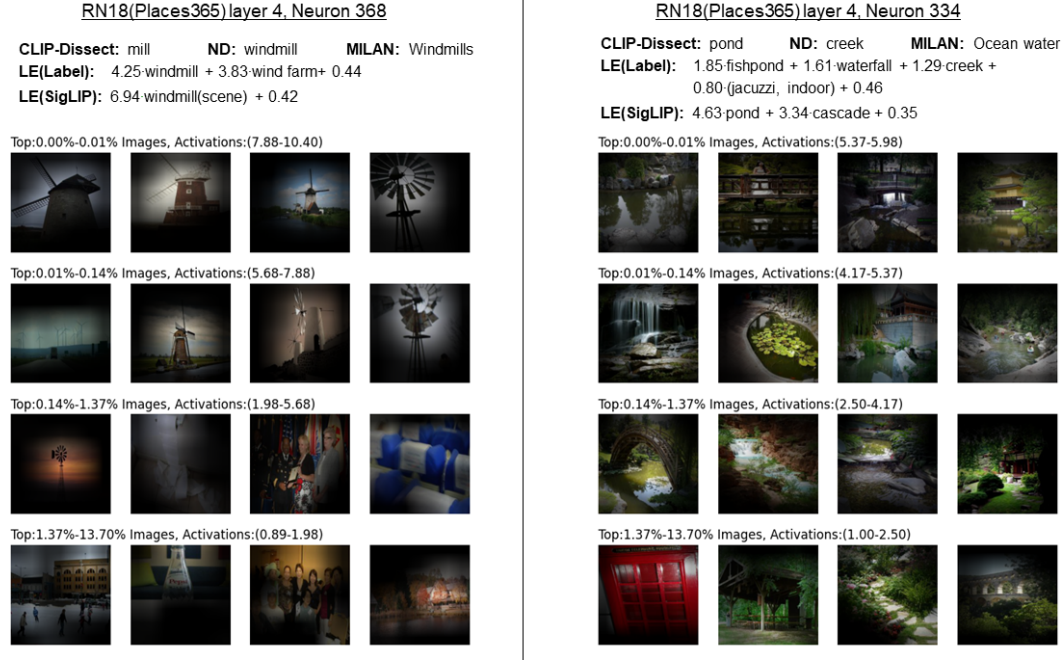 RN18(Places365) layer 4, Neuron 368
CLIP-Dissect: mill ND: windmill MILAN: Windmills
LE(Label): 4.25·windmill + 3.83·wind farm+ 0.44
LE(SigLIP): 6.94·windmill(scene) + 0.42
Top:0.00%-0.01% Images, Activations:(7.88-10.40)
Top:0.01%-0.14% Images, Activations:(5.68-7.88)
Top:0.14%-1.37% Images, Activations:(1.98-5.68)
Top:1.37%-13.70% Images, Activations:(0.89-1.98)
RN18(Places365) layer 4, Neuron 334
CLIP-Dissect: pond ND: creek MILAN: Ocean water
LE(Label): 1.85·fishpond + 1.61·waterfall + 1.29·creek +
0.80·(jacuzzi, indoor) + 0.46
LE(SigLIP): 4.63·pond + 3.34·cascade + 0.35
Top:0.00%-0.01% Images, Activations:(5.37-5.98)
Top:0.01%-0.14% Images, Activations:(4.17-5.37)
Top:0.14%-1.37% Images, Activations:(2.50-4.17)
Top:1.37%-13.70% Images, Activations:(1.00-2.50)